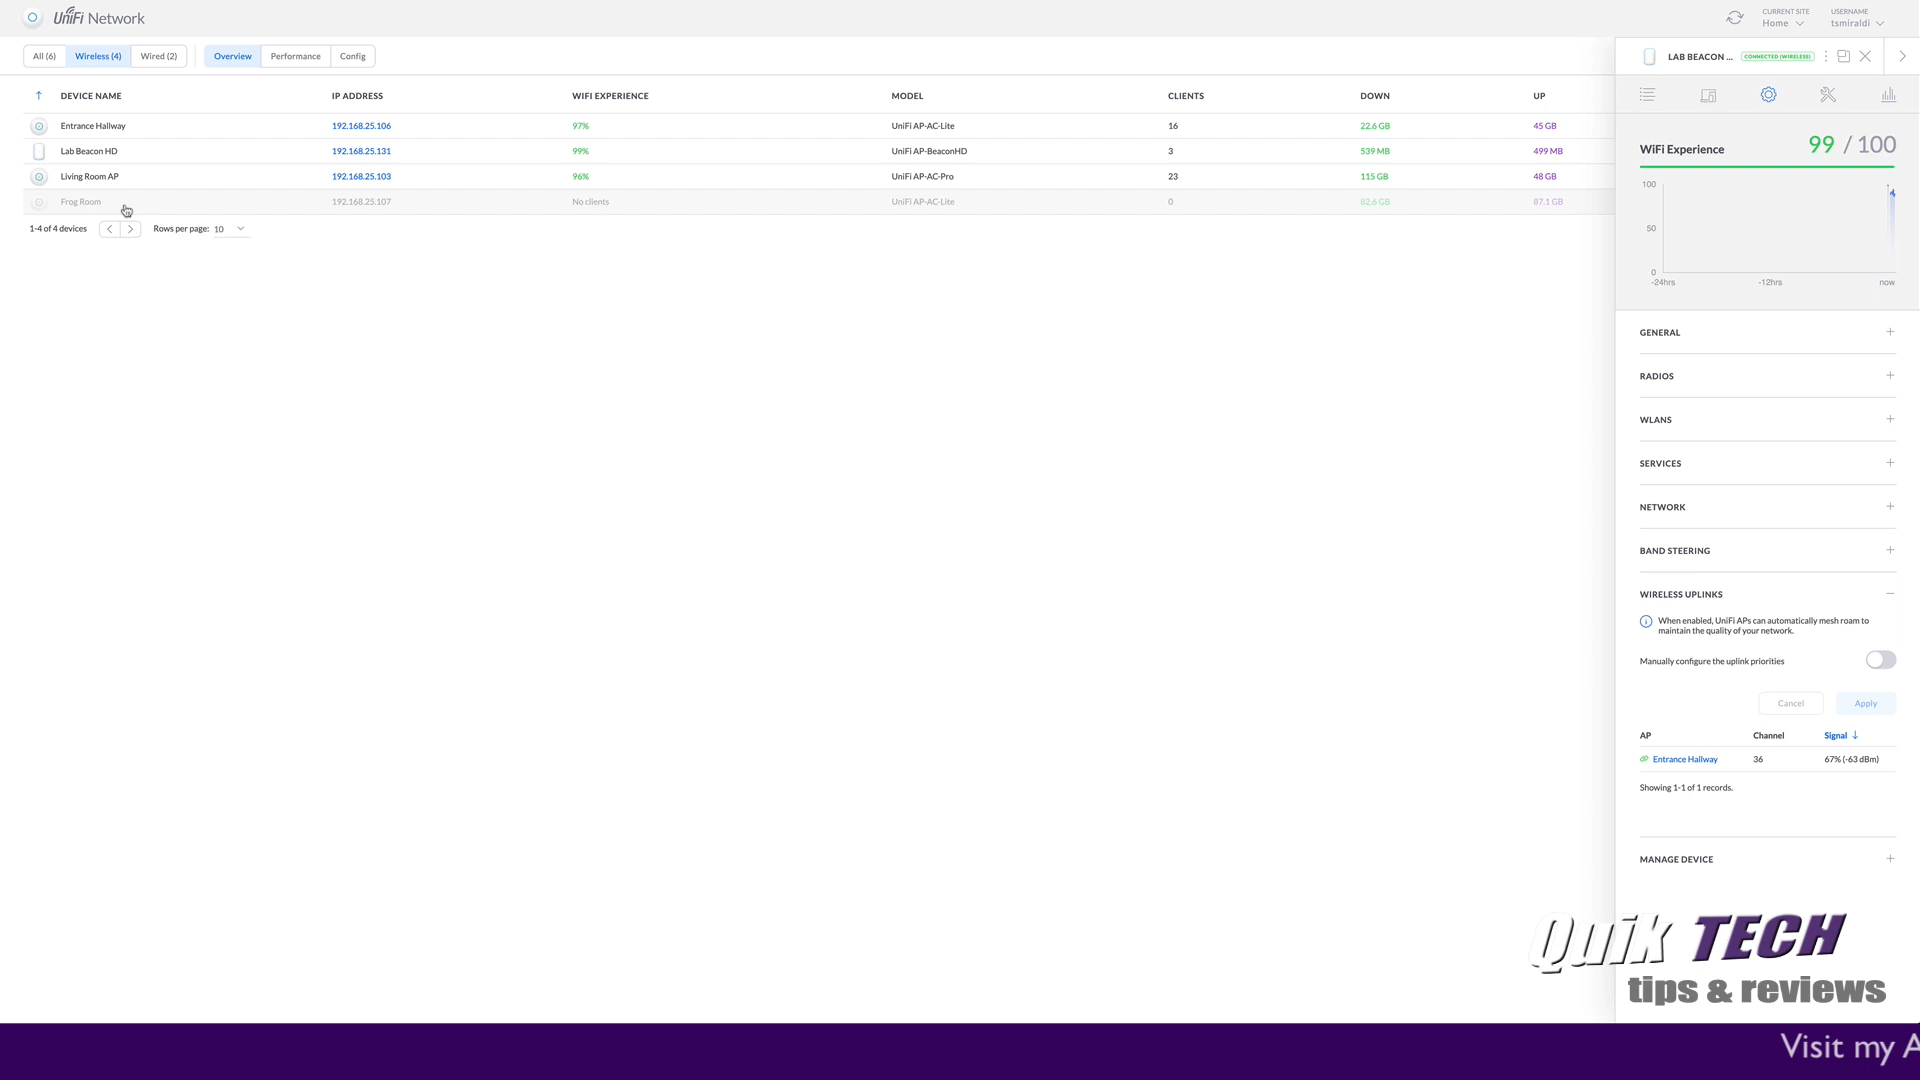 UniFi Network
CURRENT SITE
Home
USERNAME
tsmiraldi
All (6)
Wireless (4)
Wired (2)
Overview
Performance
Config
LAB BEACON ...
CONNECTED (WIRELESS)
DEVICE NAME
IP ADDRESS
WIFI EXPERIENCE
MODEL
CLIENTS
DOWN
UP
Entrance Hallway 192.168.25.106 97% UniFi AP-AC-Lite 16 22.6 GB 45 GB
Lab Beacon HD 192.168.25.131 99% UniFi AP-BeaconHD 3 539 MB 499 MB
Living Room AP 192.168.25.103 96% UniFi AP-AC-Pro 23 115 GB 48 GB
Frog Room 192.168.25.107 No clients UniFi AP-AC-Lite 0 82.6 GB 87.1 GB
1-4 of 4 devices
Rows per page: 10
WiFi Experience 99 / 100
100
50
0
-24hrs -12hrs now
GENERAL
RADIOS
WLANS
SERVICES
NETWORK
BAND STEERING
WIRELESS UPLINKS
When enabled, UniFi APs can automatically mesh roam to
maintain the quality of your network.
Manually configure the uplink priorities
Cancel Apply
AP Channel Signal
Entrance Hallway 36 67% (-63 dBm)
Showing 1-1 of 1 records.
MANAGE DEVICE
Quik TECH
tips & reviews
Visit my A